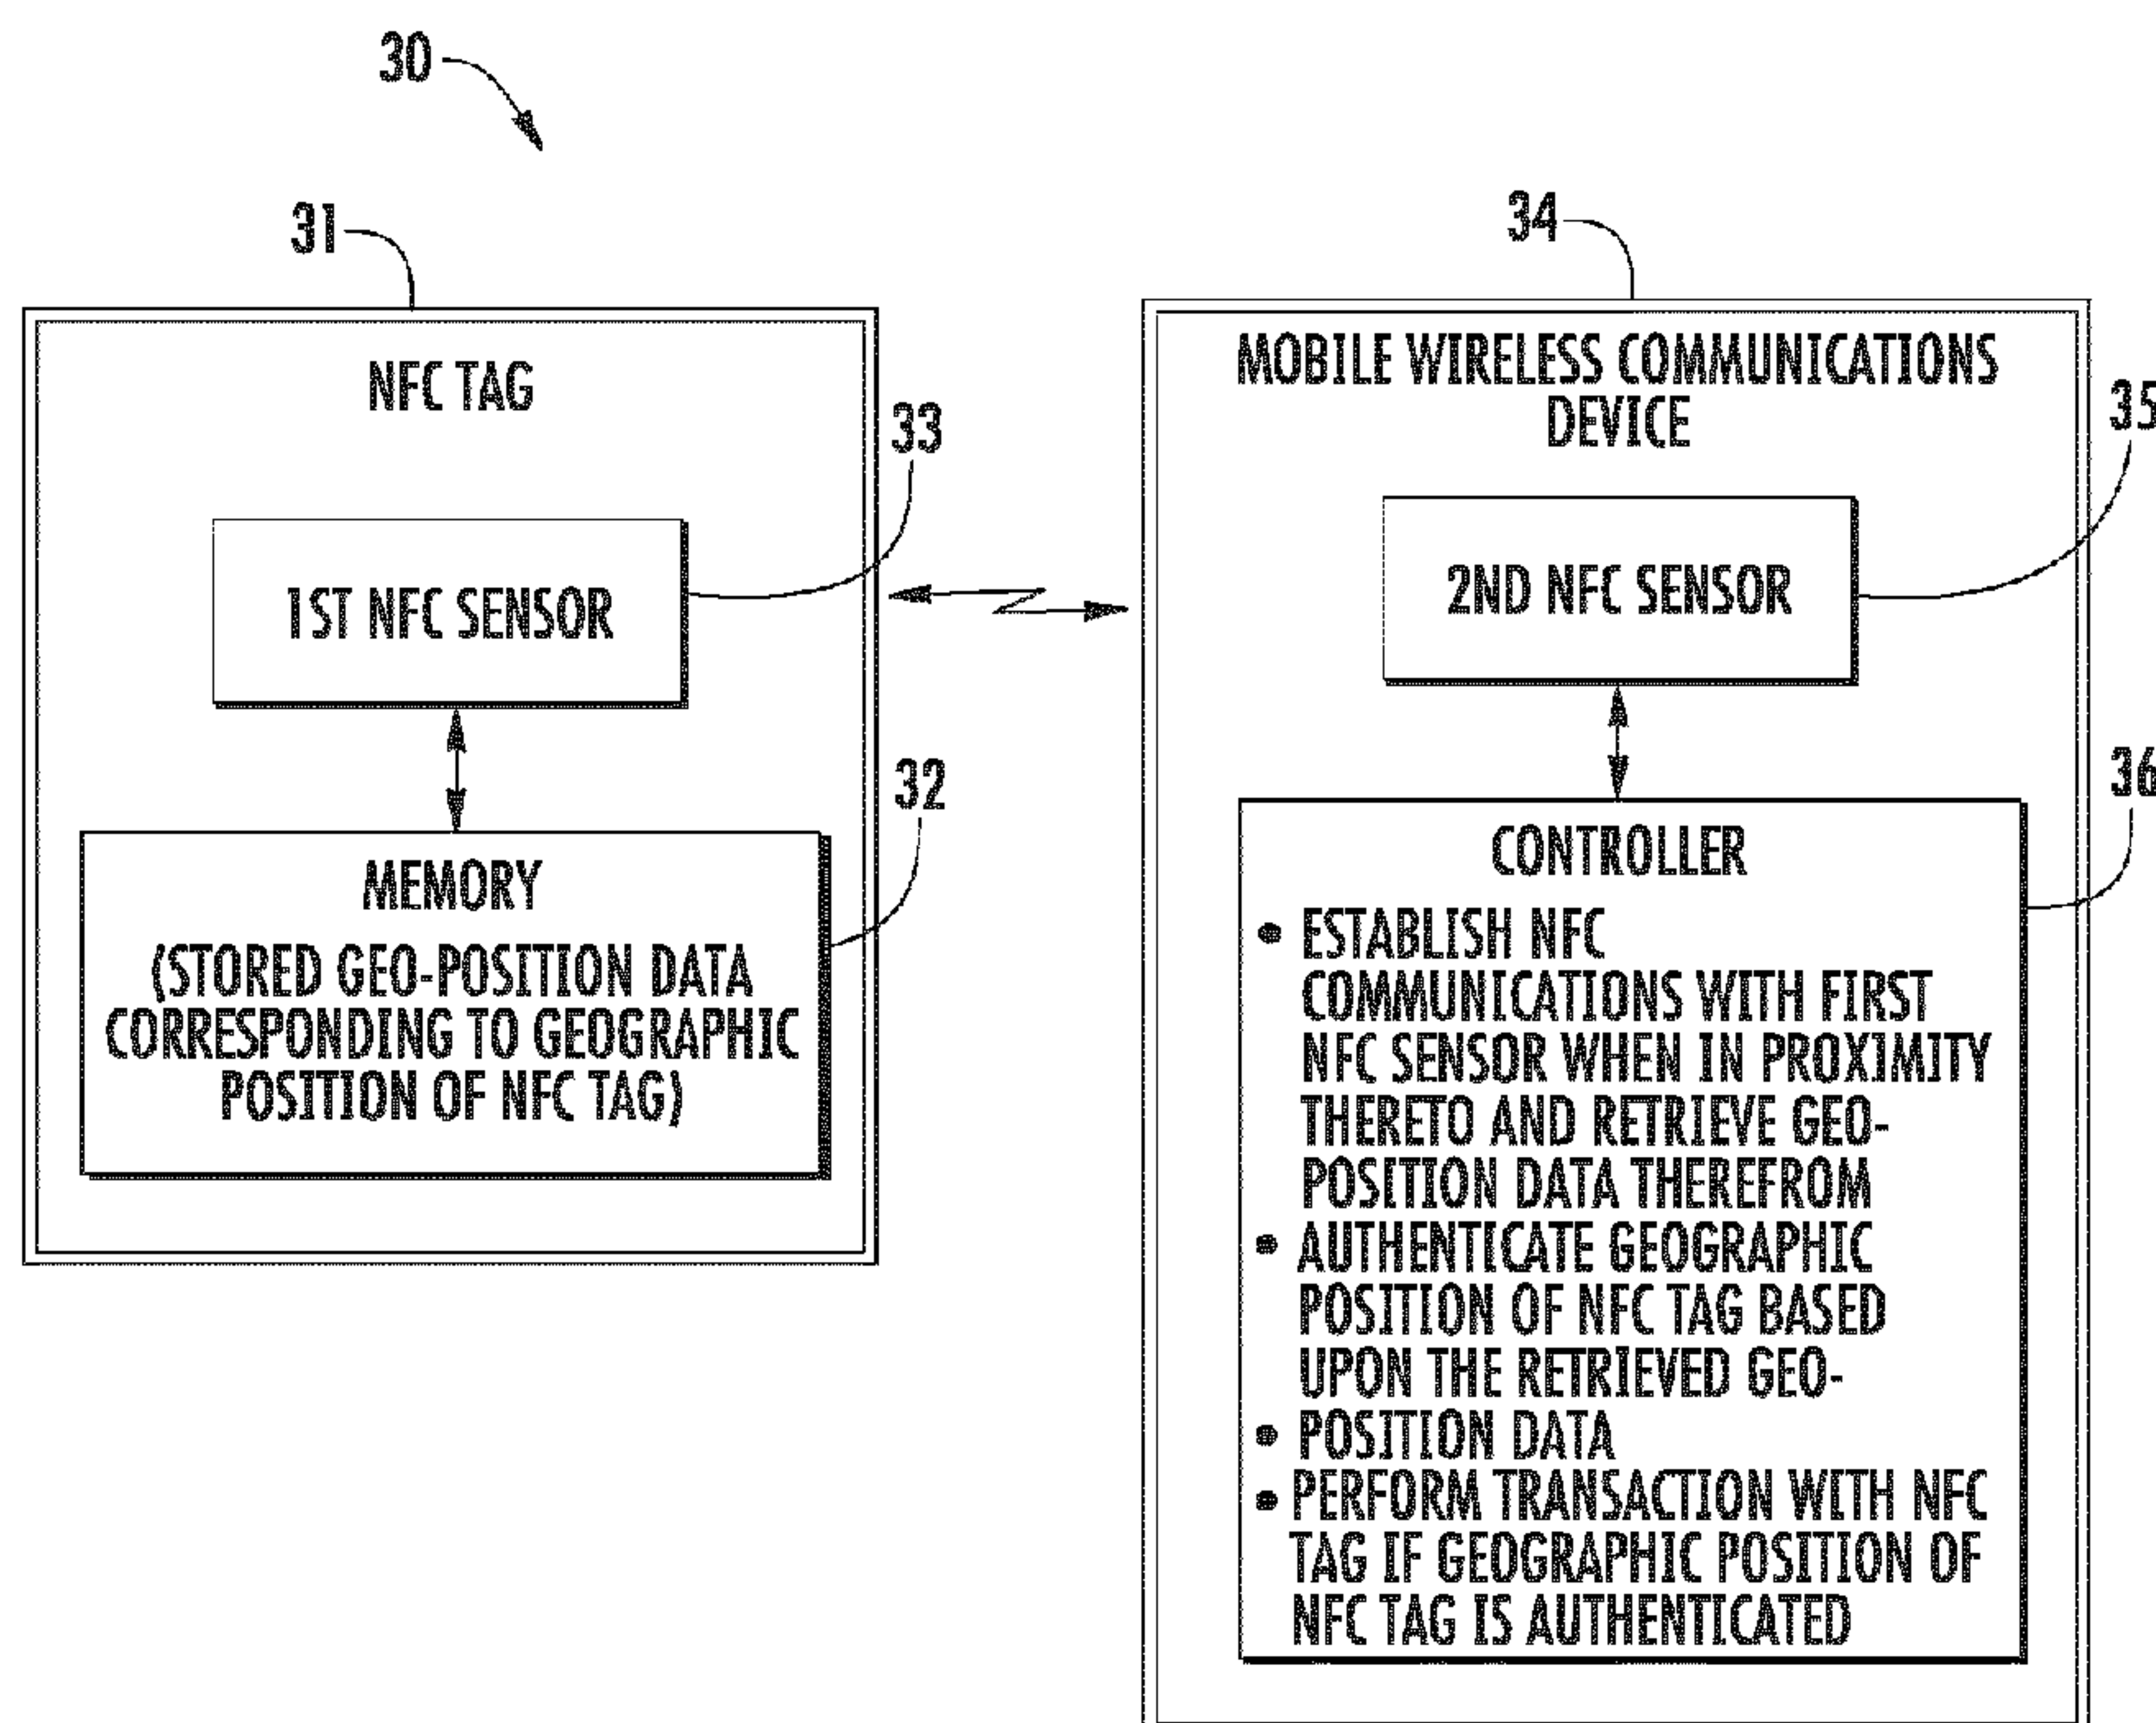 30
31
34
NFC TAG
MOBILE WIRELESS COMMUNICATIONS
DEVICE
33
35
1ST NFC SENSOR
2ND NFC SENSOR
32
36
MEMORY
(STORED GEO-POSITION DATA
CORRESPONDING TO GEOGRAPHIC
POSITION OF NFC TAG)
CONTROLLER
• ESTABLISH NFC
COMMUNICATIONS WITH FIRST
NFC SENSOR WHEN IN PROXIMITY
THERETO AND RETRIEVE GEO-
POSITION DATA THEREFROM
• AUTHENTICATE GEOGRAPHIC
POSITION OF NFC TAG BASED
UPON THE RETRIEVED GEO-
• POSITION DATA
• PERFORM TRANSACTION WITH NFC
TAG IF GEOGRAPHIC POSITION OF
NFC TAG IS AUTHENTICATED